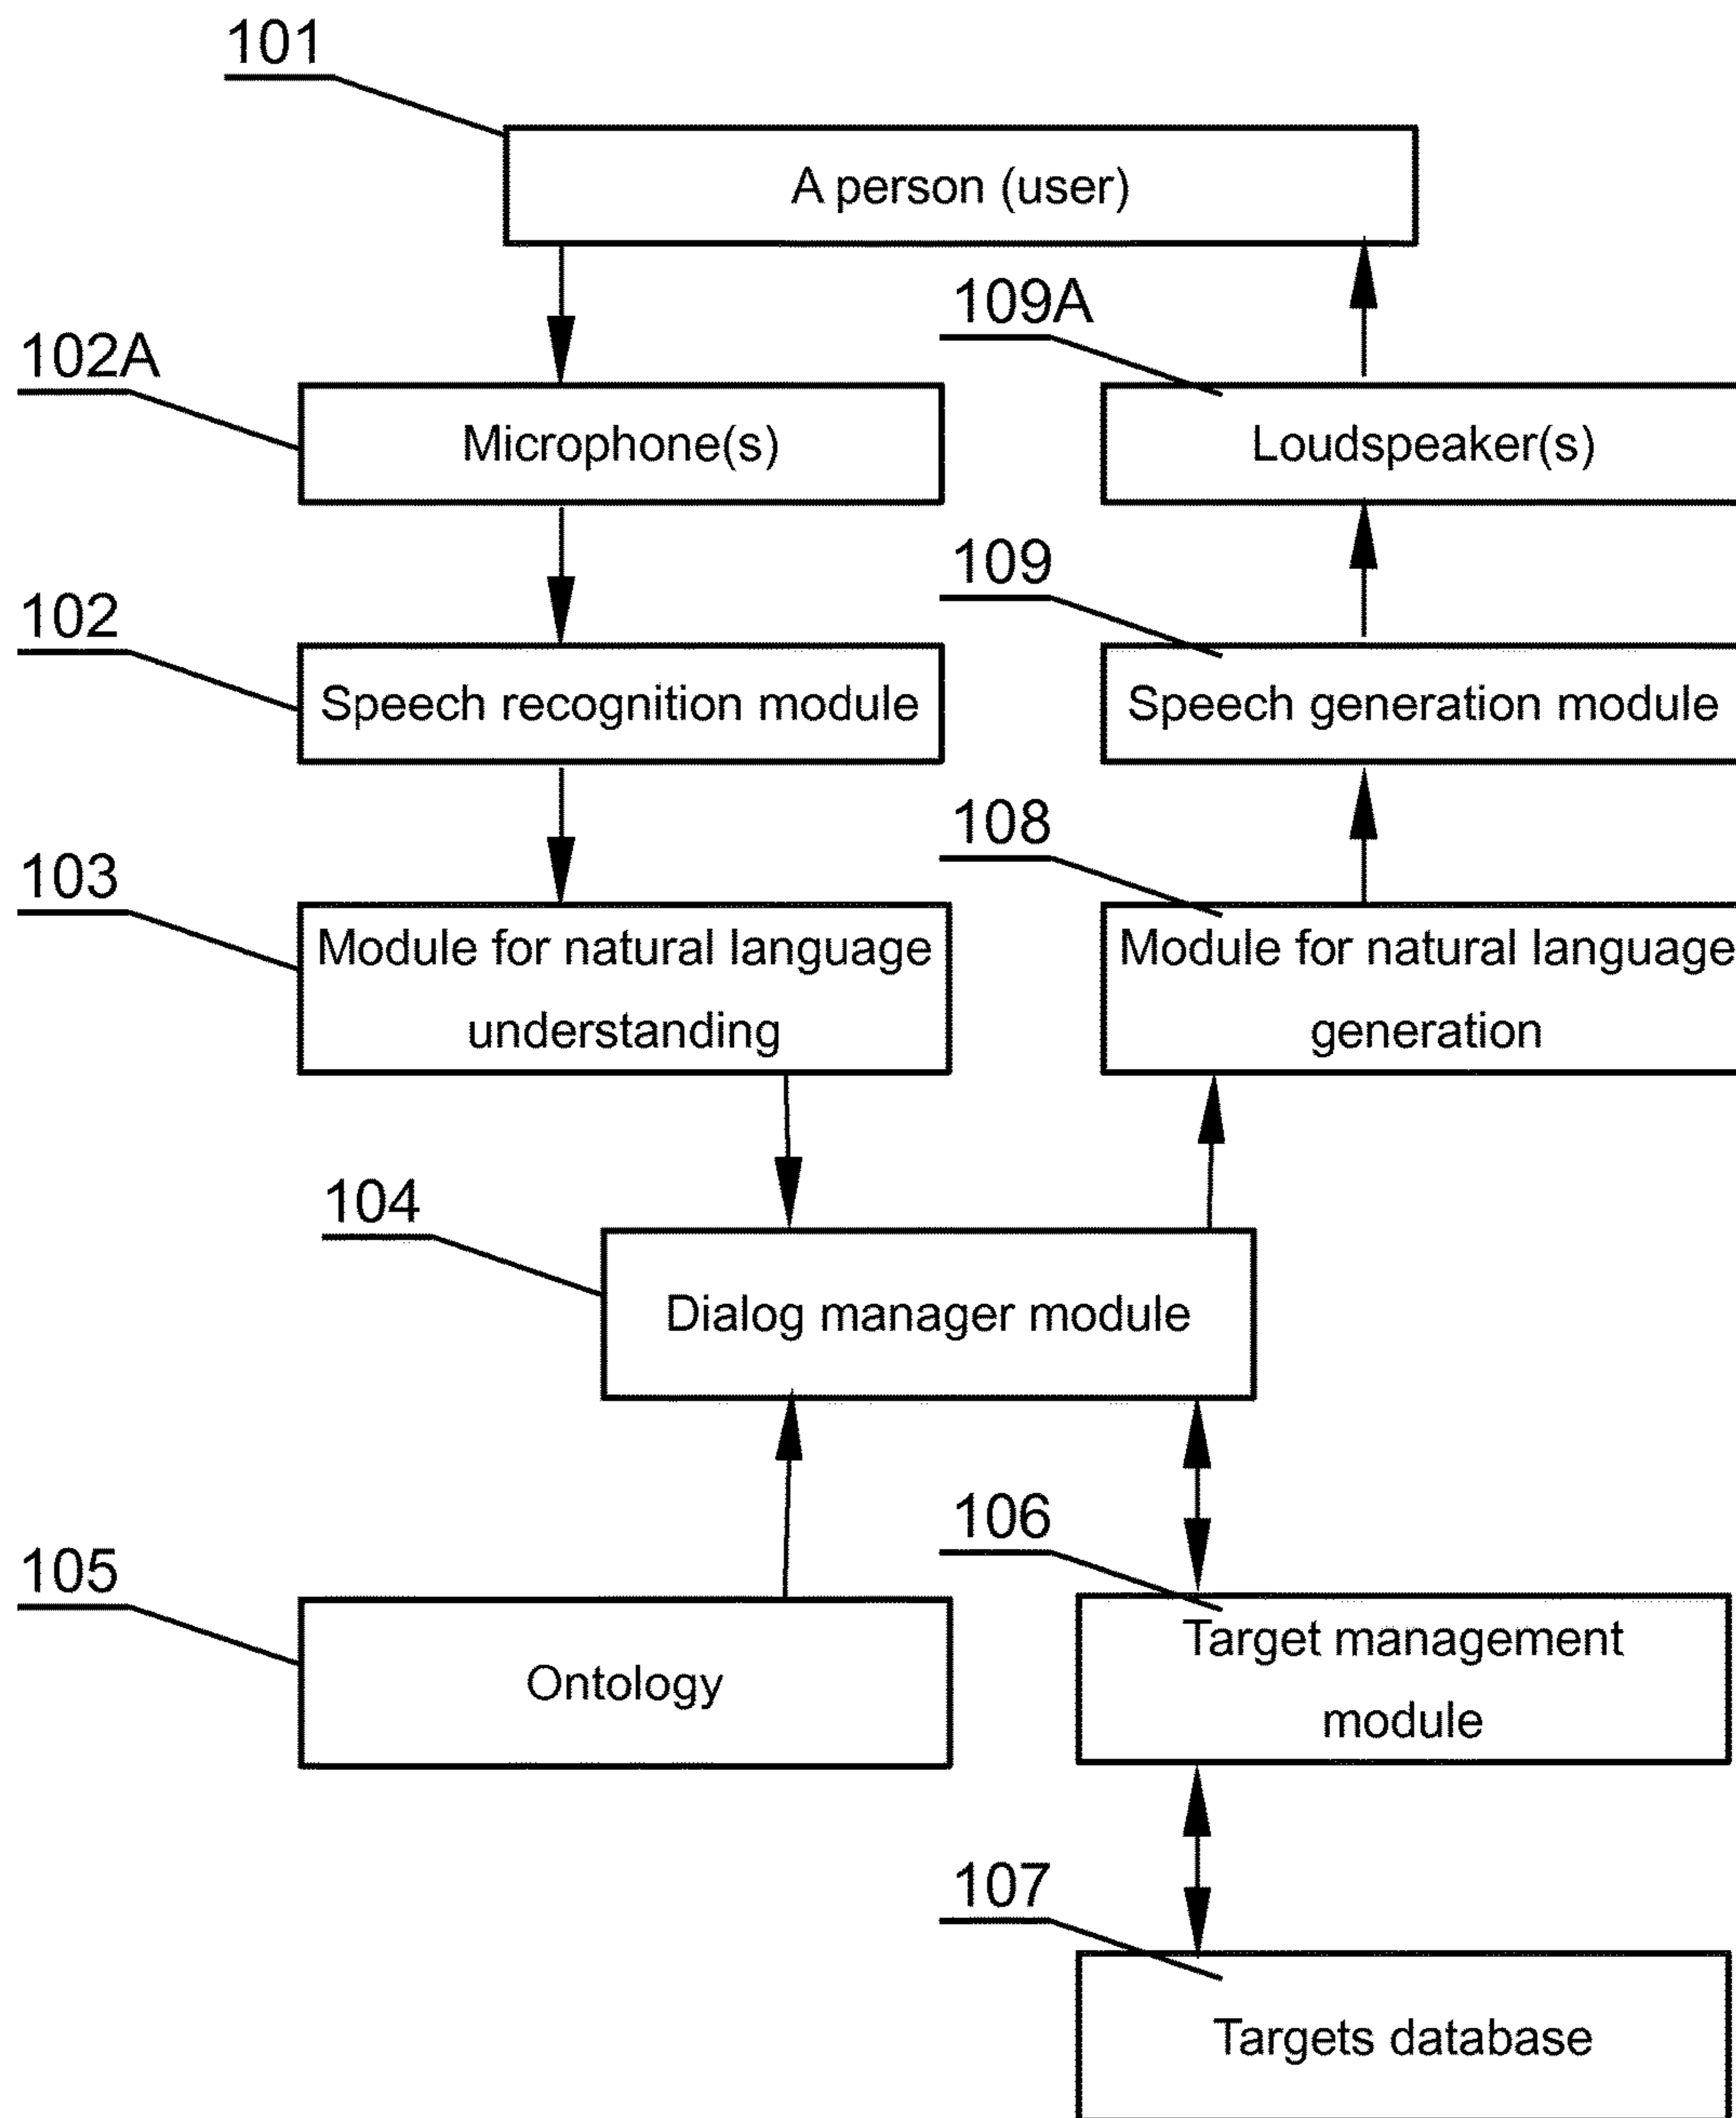 101
A person (user)
109A
102A
Microphone(s)
Loudspeaker(s)
109
102
Speech recognition module
Speech generation module
108
103
Module for natural language
understanding
Module for natural language
generation
104
Dialog manager module
106
105
Target management
module
Ontology
107
Targets database